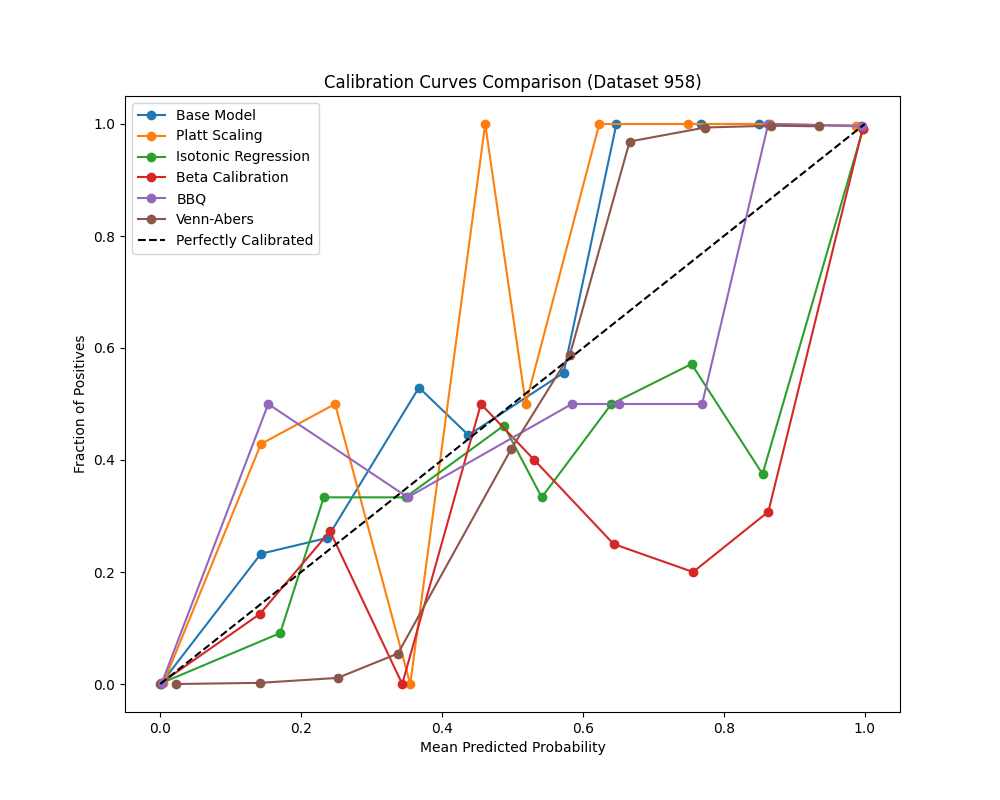 Calibration Curves Comparison (Dataset 958)
Base Model
Platt Scaling
Isotonic Regression
Beta Calibration
BBQ
Venn-Abers
Perfectly Calibrated
1.0
0.8
0.6
0.4
0.2
0.0
Fraction of Positives
0.0 0.2 0.4 0.6 0.8 1.0
Mean Predicted Probability